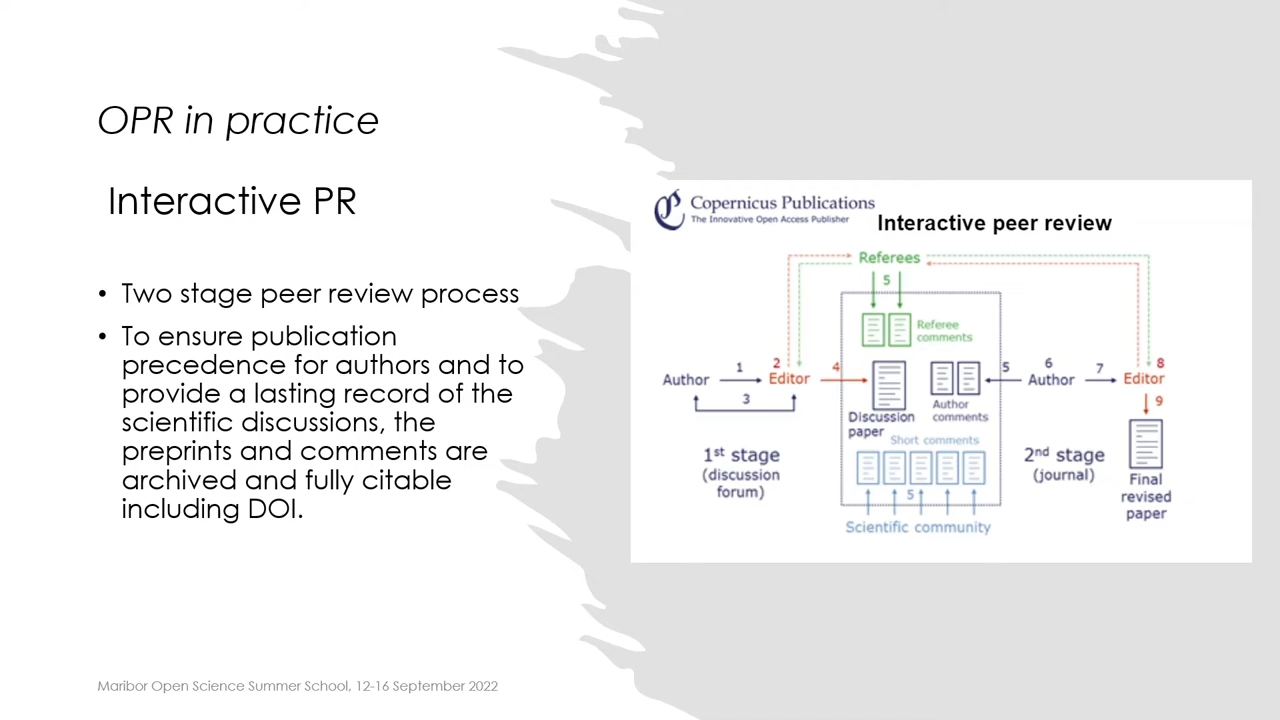 OPR in practice
Interactive PR
• Two stage peer review process
• To ensure publication
precedence for authors and to
provide a lasting record of the
scientific discussions, the
preprints and comments are
archived and fully citable
including DOI.
Maribor Open Science Summer School, 12-16 September 2022
Copernicus Publications
The Innovative Open Access Publisher
Interactive peer review
Referees
5
Referee
comments
Author
1
2
Editor
3
4
Discussion
paper
Author
comments
5
6
Author
7
8
Editor
9
Short comments
5
Scientific community
1st stage
(discussion
forum)
2nd stage
(journal)
Final
revised
paper